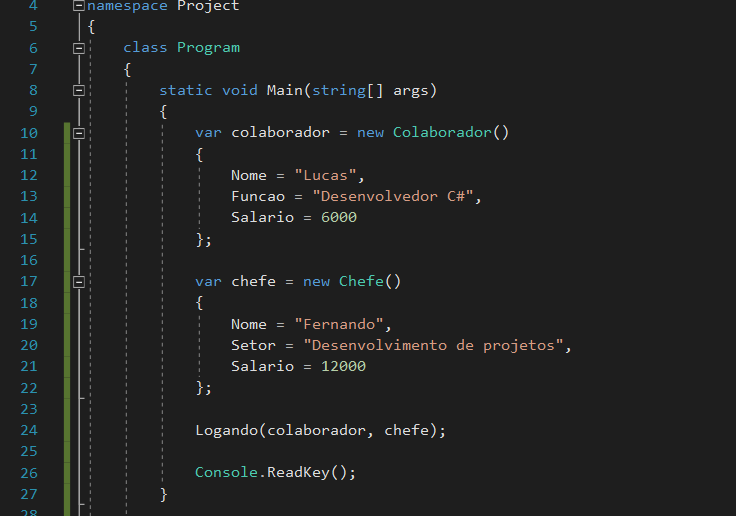 4 namespace Project
5 {
6 class Program
7 {
8 static void Main(string[] args)
9 {
10 var colaborador = new Colaborador()
11 {
12 Nome = "Lucas",
13 Funcao = "Desenvolvedor C#",
14 Salario = 6000
15 };
16
17 var chefe = new Chefe()
18 {
19 Nome = "Fernando",
20 Setor = "Desenvolvimento de projetos",
21 Salario = 12000
22 };
23
24 Logando(colaborador, chefe);
25
26 Console.ReadKey();
27 }
28